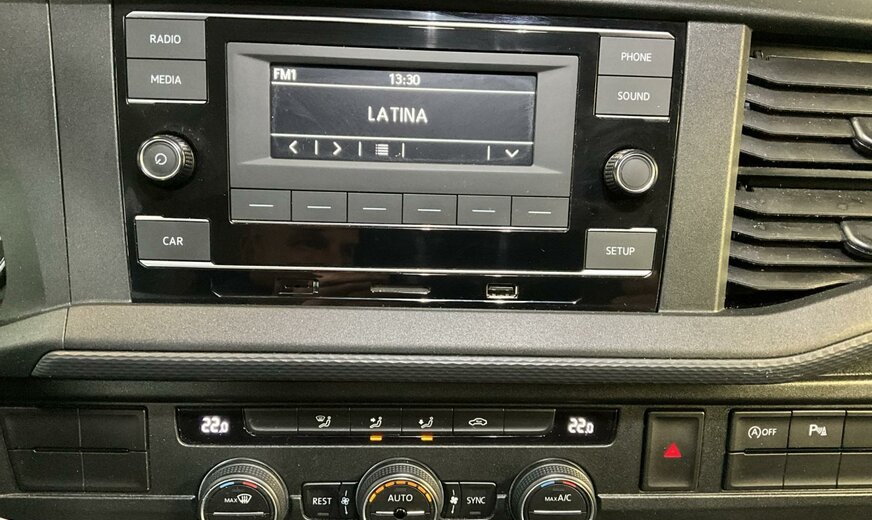 RADIO
MEDIA
PHONE
SOUND
FM1 13:30
LATINA
CAR
SETUP
22.0
22.0
OFF
P
MAX
REST
AUTO
SYNC
MAX A/C